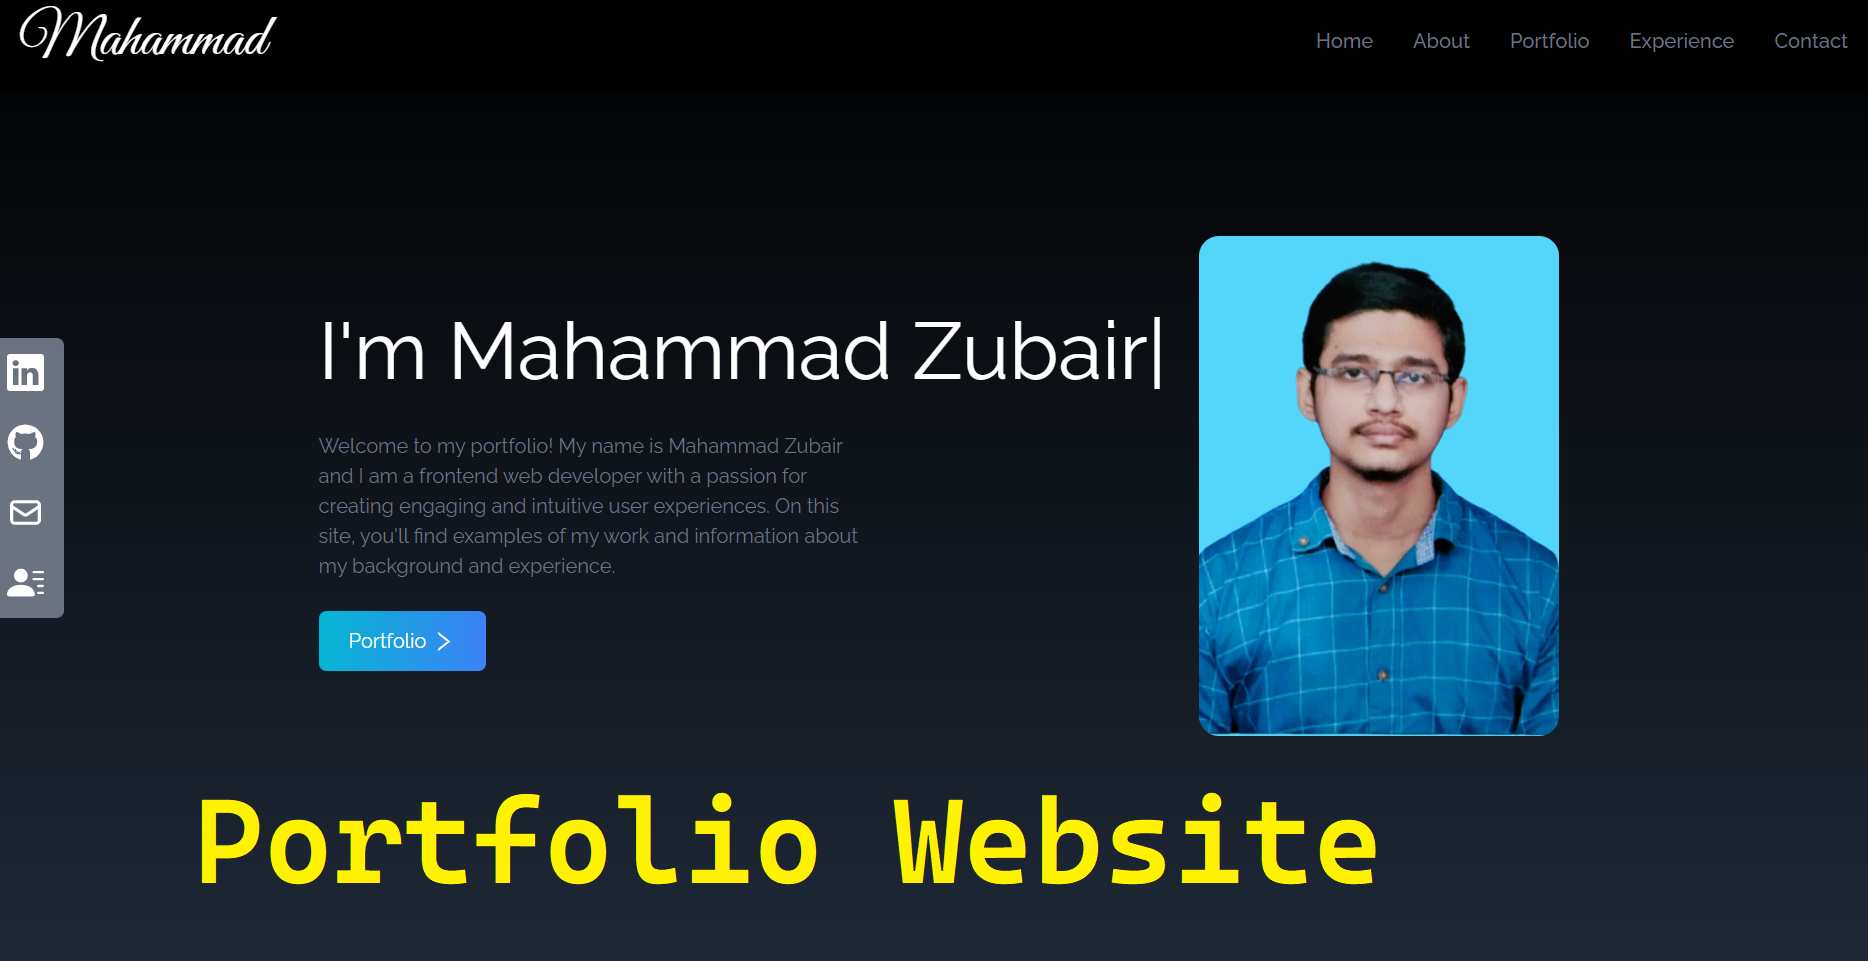 Mahammad
Home About Portfolio Experience Contact
I'm Mahammad Zubair|
in
Welcome to my portfolio! My name is Mahammad Zubair
and I am a frontend web developer with a passion for
creating engaging and intuitive user experiences. On this
site, you'll find examples of my work and information about
my background and experience.
Portfolio >
Portfolio Website